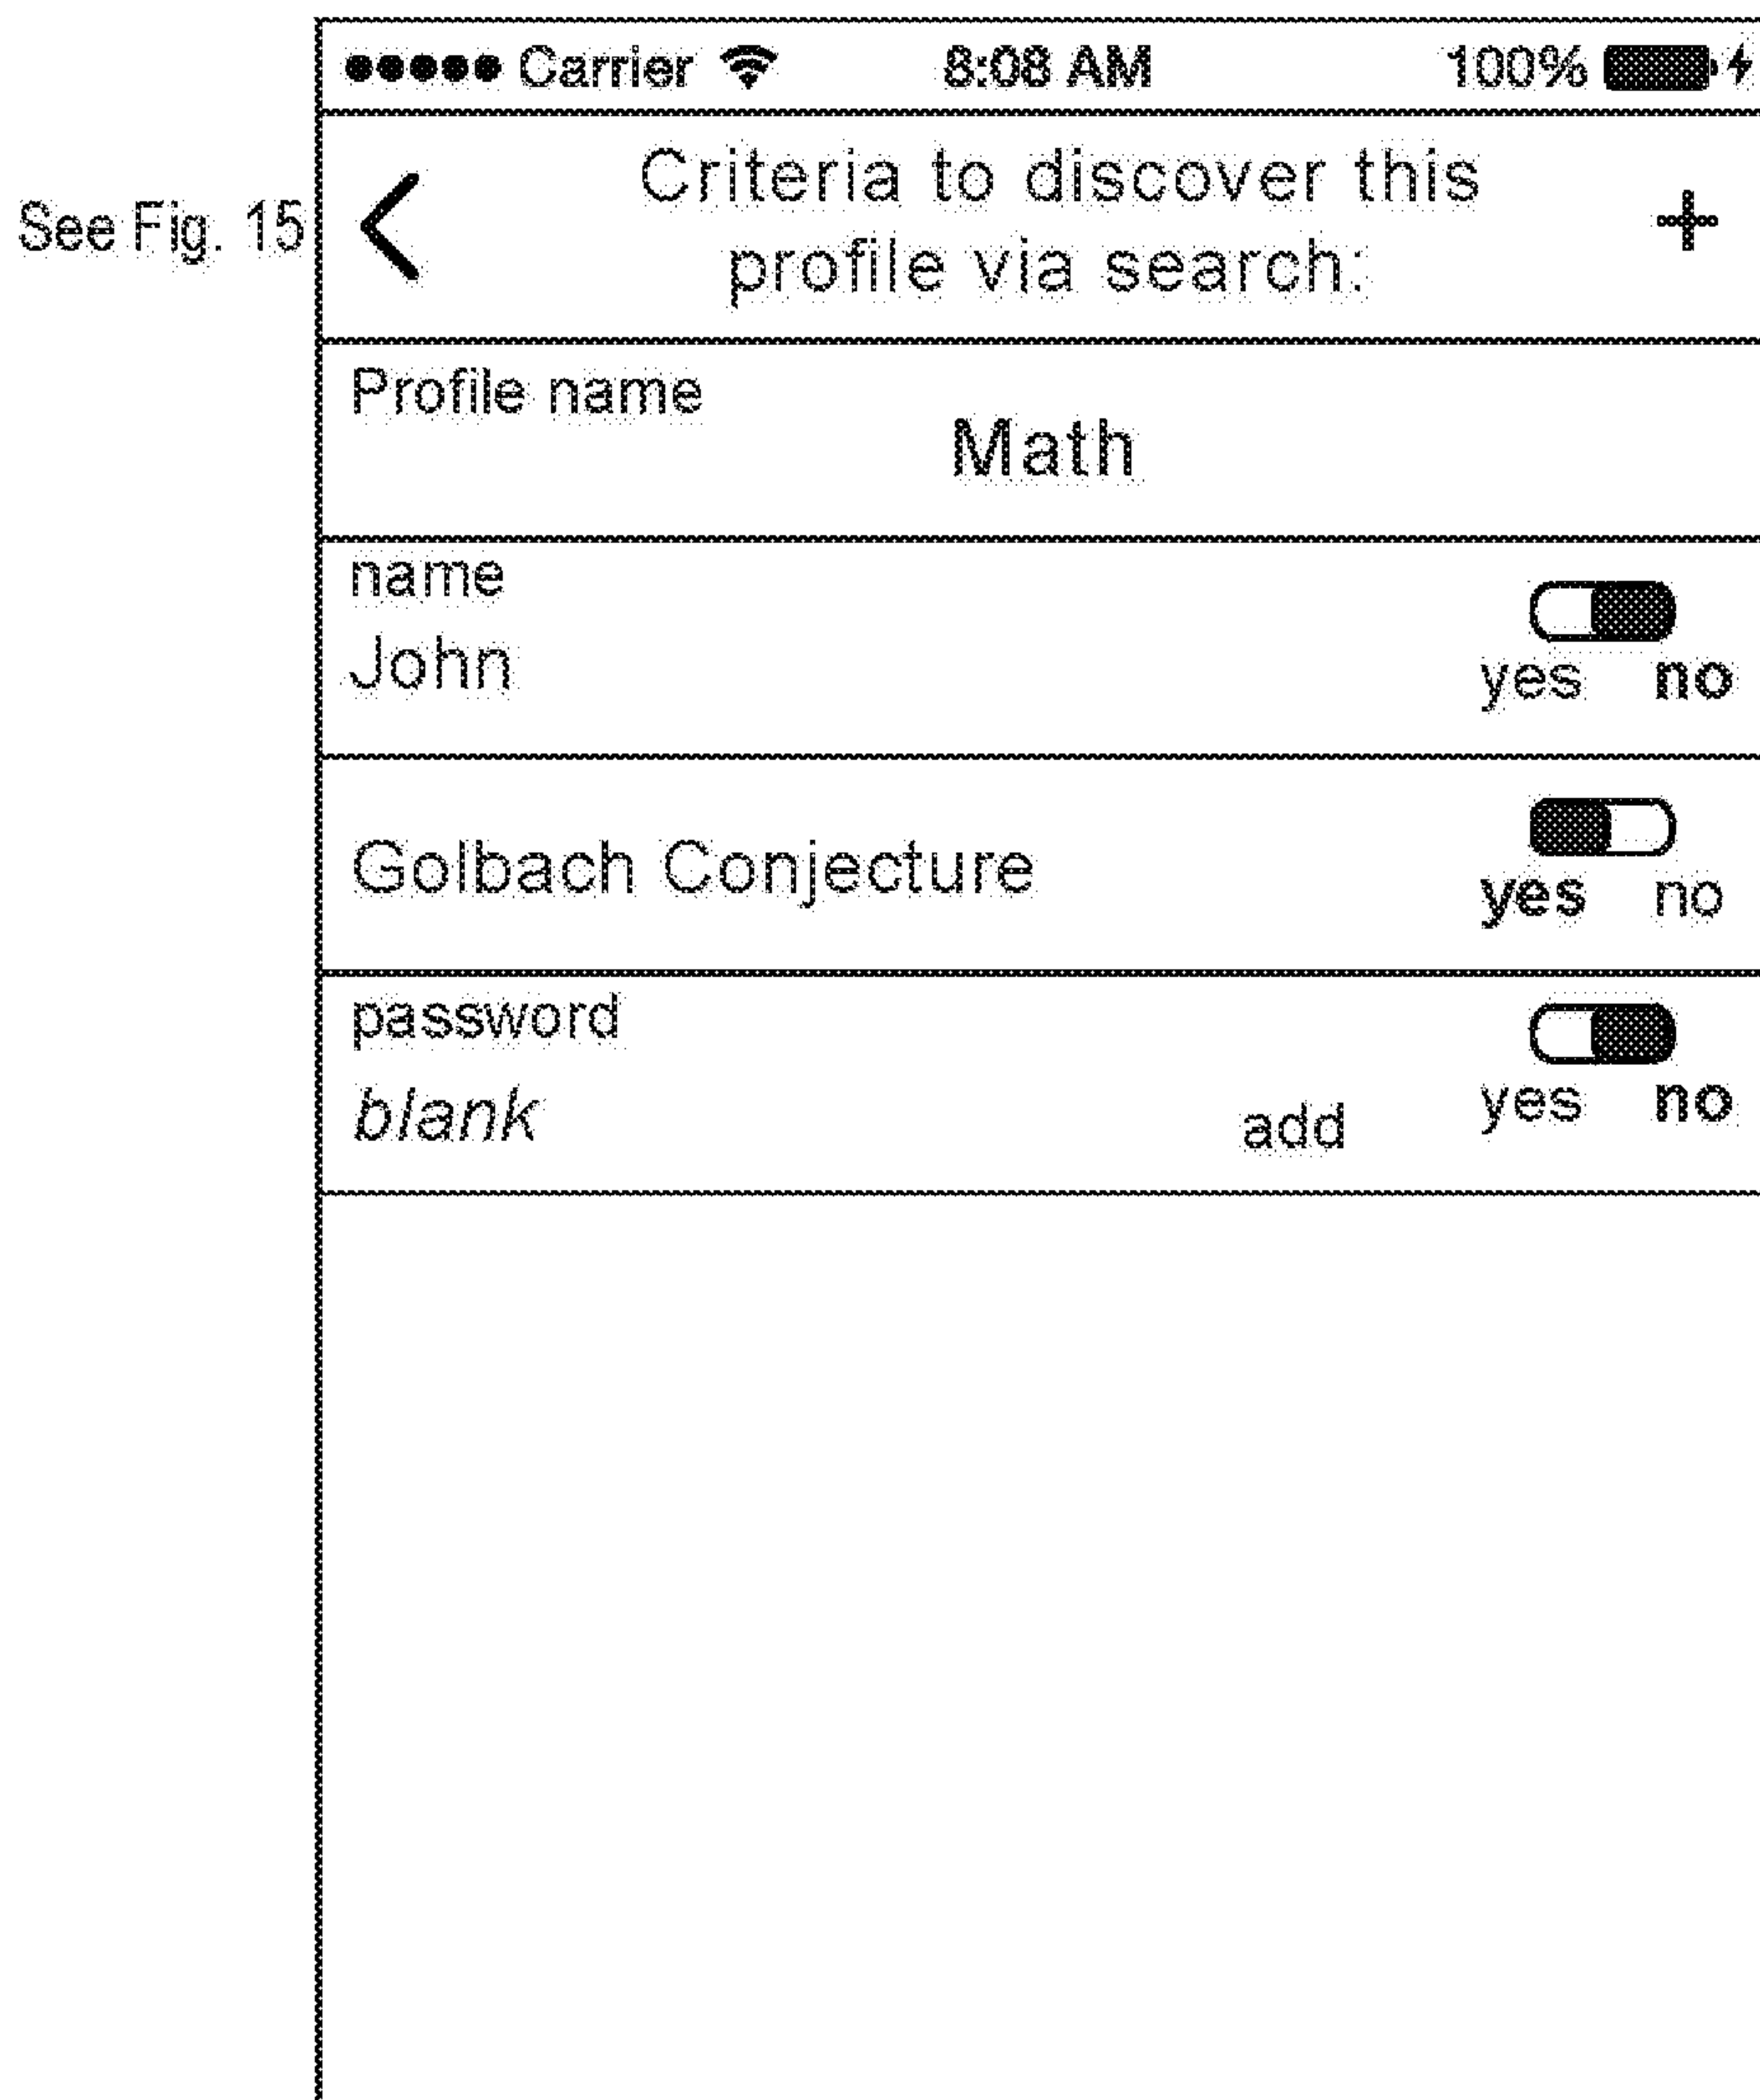 Carrier 8:08 AM 100%
See Fig. 15
Criteria to discover this
profile via search:
+
Profile name
Math
name
John
yes no
Golbach Conjecture
yes no
password
blank
add
yes no